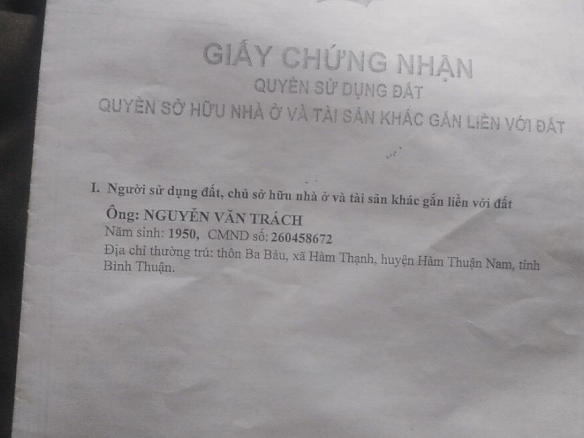 GIẤY CHỨNG NHẬN
QUYỀN SỬ DỤNG ĐẤT
QUYỀN SỞ HỮU NHÀ Ở VÀ TÀI SẢN KHÁC GẮN LIỀN VỚI ĐẤT
I. Người sử dụng đất, chủ sở hữu nhà ở và tài sản khác gắn liền với đất
Ông: NGUYỄN VĂN TRÁCH
Năm sinh: 1950, CMND số: 260458672
Địa chỉ thường trú: thôn Ba Bàu, xã Hàm Thạnh, huyện Hàm Thuận Nam, tỉnh
Bình Thuận.